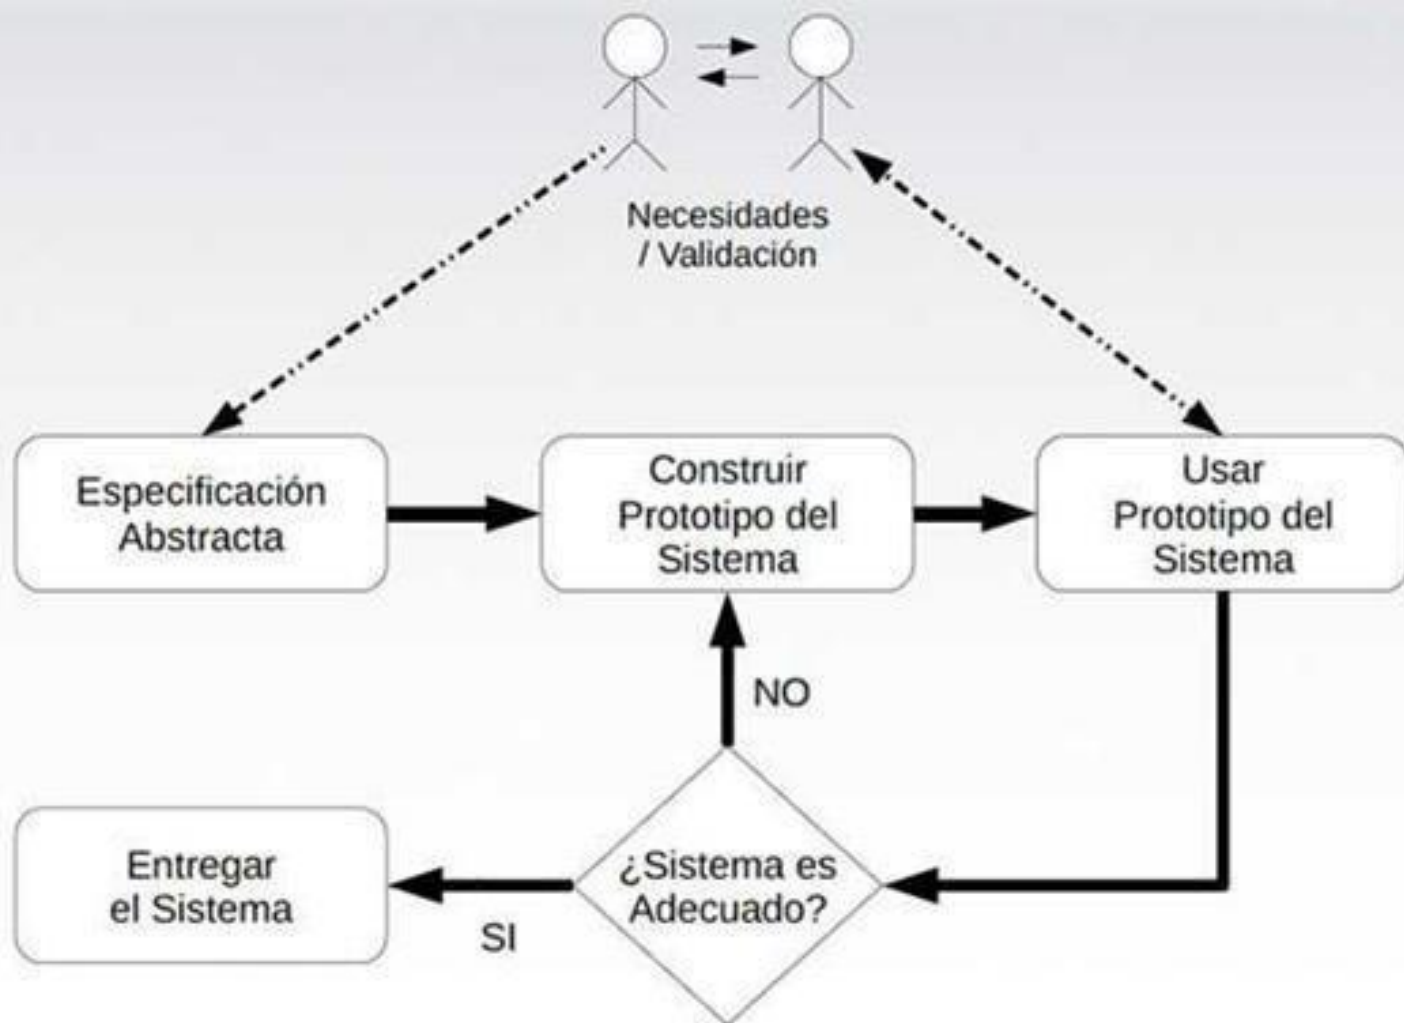 Necesidades
/ Validación
Especificación
Abstracta
Construir
Prototipo del
Sistema
Usar
Prototipo del
Sistema
NO
Entregar
el Sistema
SI
¿Sistema es
Adecuado?